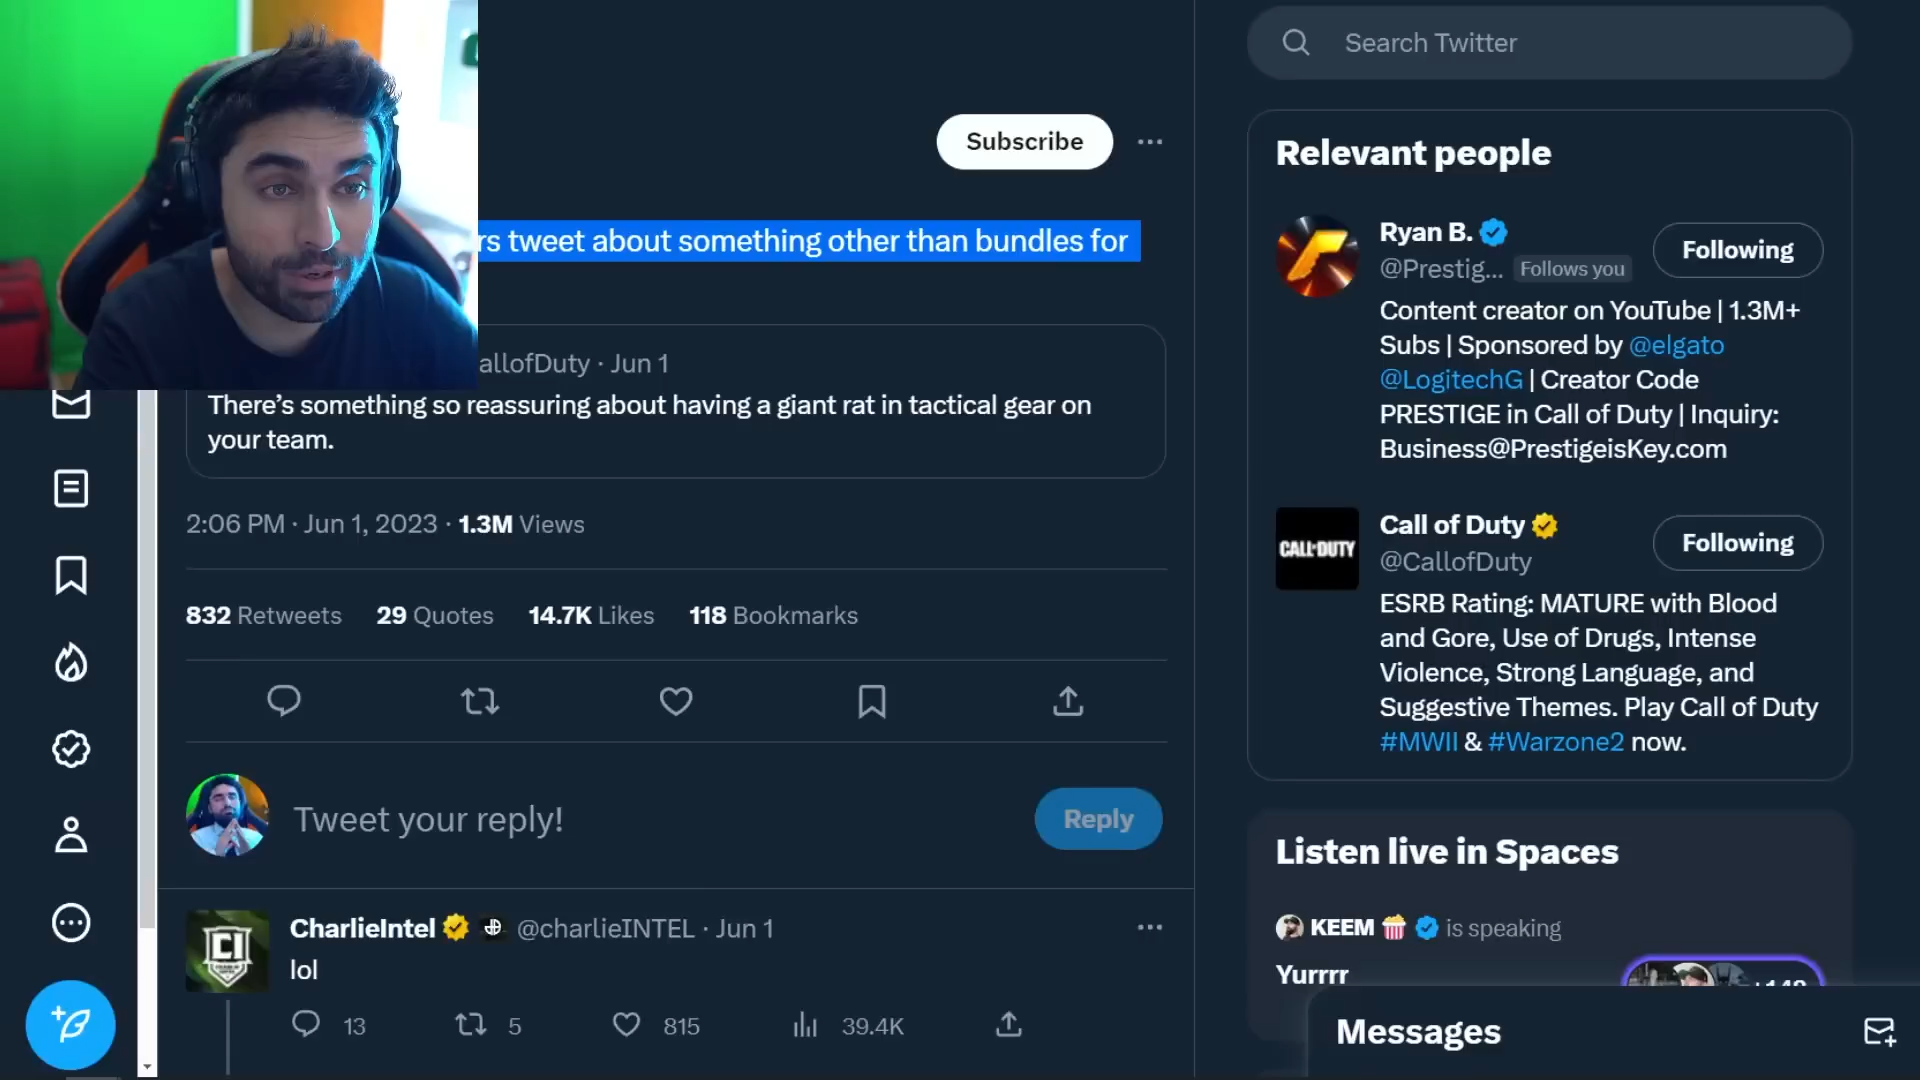 Search Twitter
Subscribe
rs tweet about something other than bundles for
allofDuty · Jun 1
There's something so reassuring about having a giant rat in tactical gear on
your team.
2:06 PM · Jun 1, 2023 · 1.3M Views
832 Retweets 29 Quotes 14.7K Likes 118 Bookmarks
Tweet your reply!
Reply
CharlieIntel @charlieINTEL · Jun 1
CI
lol
13 5 815 39.4K
Relevant people
Ryan B.
@Prestig... Follows you
Following
Content creator on YouTube | 1.3M+
Subs | Sponsored by @elgato
@LogitechG | Creator Code
PRESTIGE in Call of Duty | Inquiry:
Business@PrestigeisKey.com
CALL OF DUTY
Call of Duty
@CallofDuty
Following
ESRB Rating: MATURE with Blood
and Gore, Use of Drugs, Intense
Violence, Strong Language, and
Suggestive Themes. Play Call of Duty
#MWII & #Warzone2 now.
Listen live in Spaces
KEEM is speaking
Yurrrr
Messages